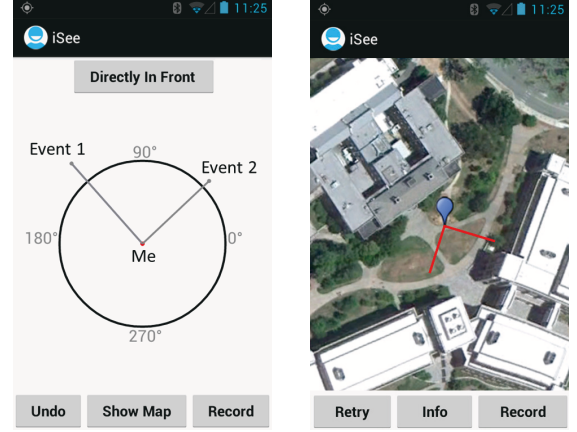 11:25
iSee
Directly In Front
Event 1
90°
Event 2
180°
0°
Me
270°
Undo
Show Map
Record
11:25
iSee
Retry
Info
Record